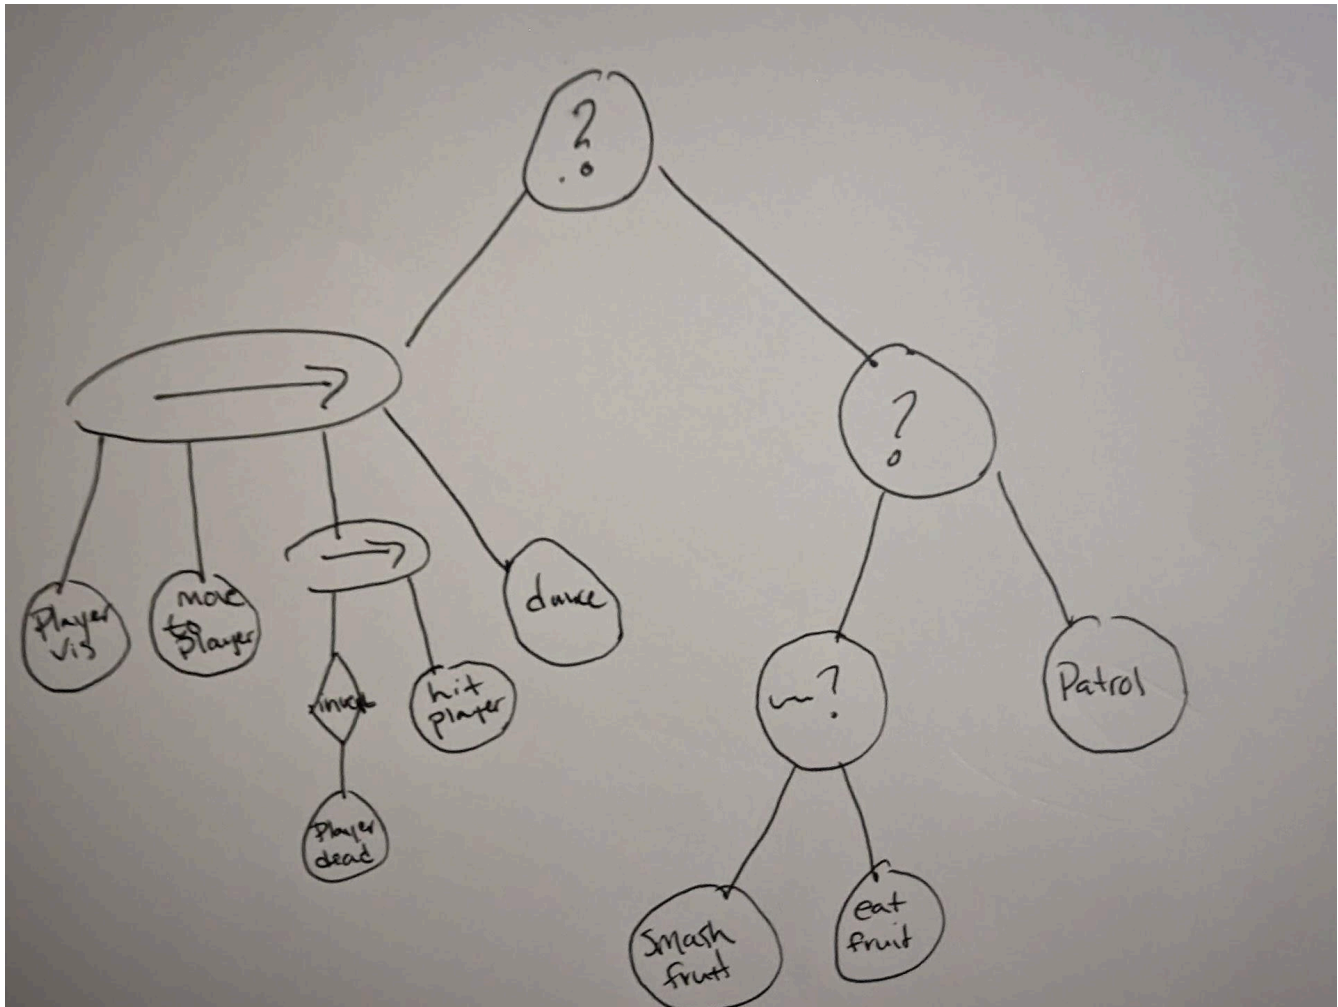 ?
→
?
Player
vis
move
to
player
→
dance
invert
hit
player
~?
Patrol
Player
dead
Smash
fruit
eat
fruit